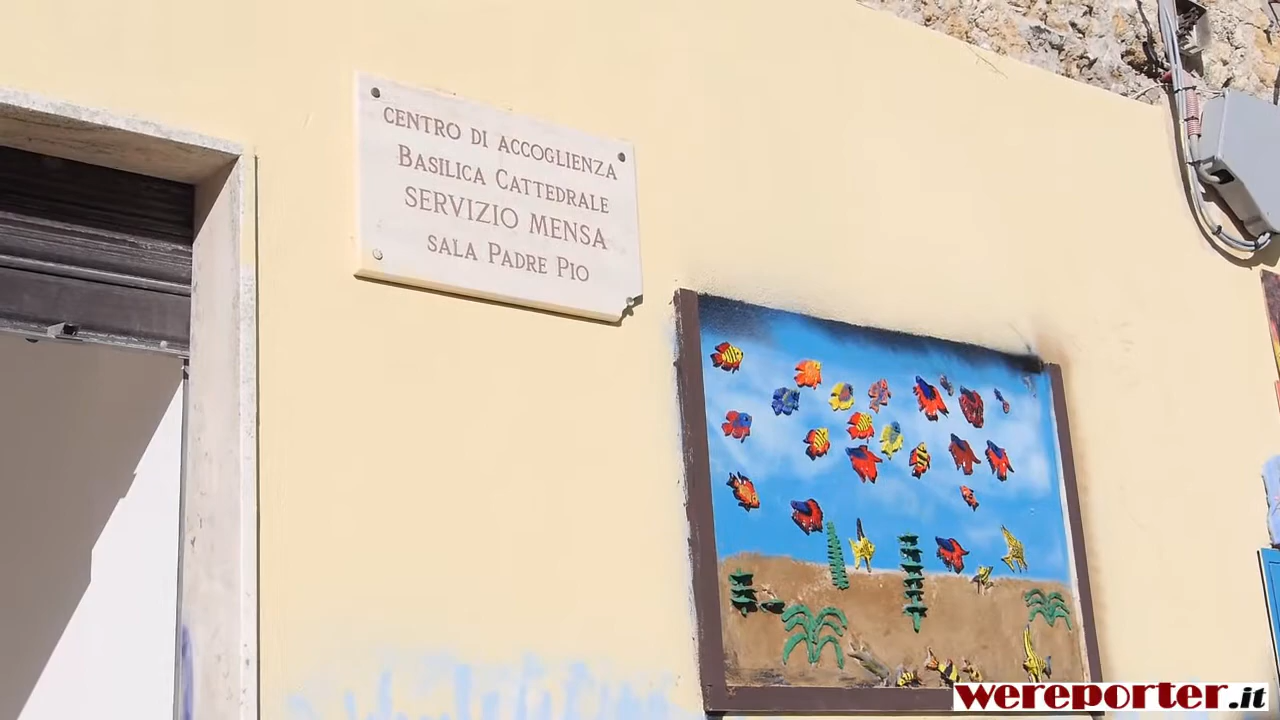 CENTRO DI ACCOGLIENZA
BASILICA CATTEDRALE
SERVIZIO MENSA
SALA PADRE PIO
wereporter.it